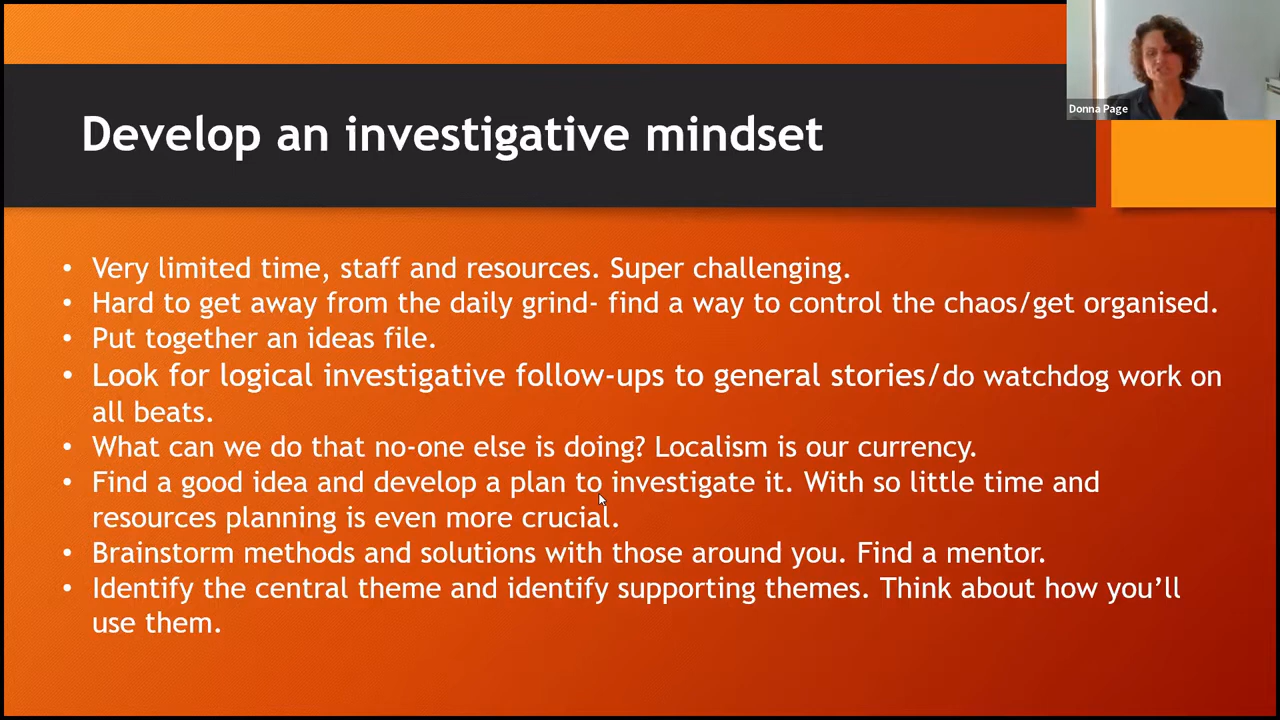 Donna Page
Develop an investigative mindset
• Very limited time, staff and resources. Super challenging.
• Hard to get away from the daily grind- find a way to control the chaos/get organised.
• Put together an ideas file.
• Look for logical investigative follow-ups to general stories/do watchdog work on
all beats.
• What can we do that no-one else is doing? Localism is our currency.
• Find a good idea and develop a plan to investigate it. With so little time and
resources planning is even more crucial.
• Brainstorm methods and solutions with those around you. Find a mentor.
• Identify the central theme and identify supporting themes. Think about how you’ll
use them.